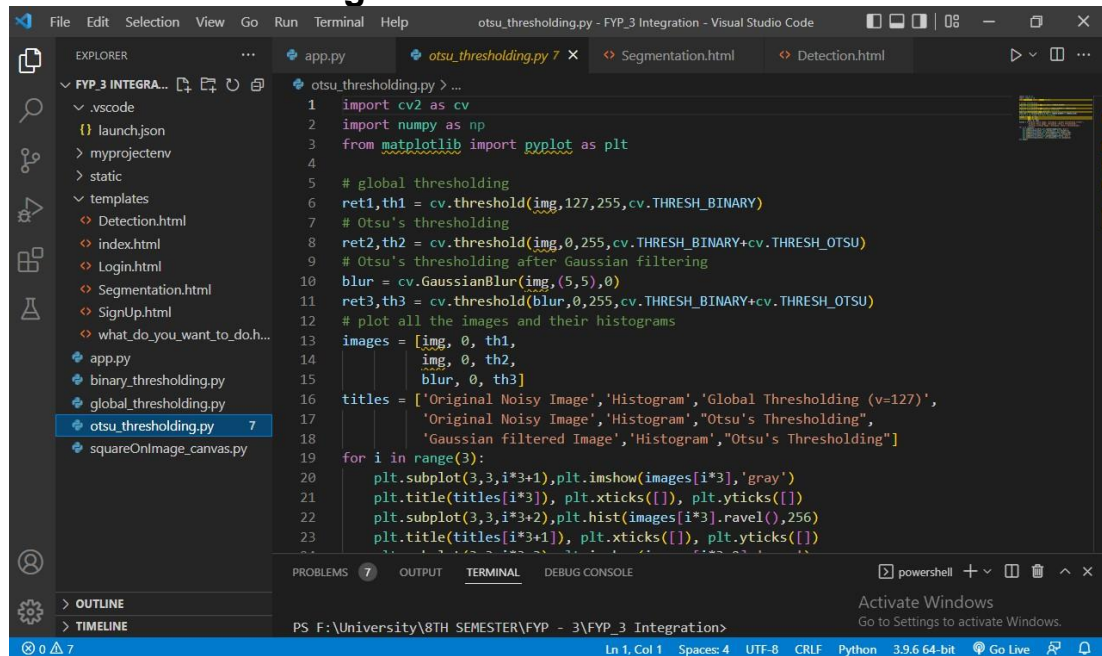 File Edit Selection View Go Run Terminal Help otsu_thresholding.py - FYP_3 Integration - Visual Studio Code
EXPLORER
FYP_3 INTEGRA...
.vscode
{} launch.json
myprojectenv
static
templates
<> Detection.html
<> index.html
<> Login.html
<> Segmentation.html
<> SignUp.html
<> what_do_you_want_to_do.h...
app.py
binary_thresholding.py
global_thresholding.py
otsu_thresholding.py 7
squareOnImage_canvas.py
OUTLINE
TIMELINE
app.py otsu_thresholding.py 7 <> Segmentation.html <> Detection.html
otsu_thresholding.py > ...
1 import cv2 as cv
2 import numpy as np
3 from matplotlib import pyplot as plt
4
5 # global thresholding
6 ret1,th1 = cv.threshold(img,127,255,cv.THRESH_BINARY)
7 # Otsu's thresholding
8 ret2,th2 = cv.threshold(img,0,255,cv.THRESH_BINARY+cv.THRESH_OTSU)
9 # Otsu's thresholding after Gaussian filtering
10 blur = cv.GaussianBlur(img,(5,5),0)
11 ret3,th3 = cv.threshold(blur,0,255,cv.THRESH_BINARY+cv.THRESH_OTSU)
12 # plot all the images and their histograms
13 images = [img, 0, th1,
14 img, 0, th2,
15 blur, 0, th3]
16 titles = ['Original Noisy Image','Histogram','Global Thresholding (v=127)',
17 'Original Noisy Image','Histogram',"Otsu's Thresholding",
18 'Gaussian filtered Image','Histogram',"Otsu's Thresholding"]
19 for i in range(3):
20 plt.subplot(3,3,i*3+1),plt.imshow(images[i*3],'gray')
21 plt.title(titles[i*3]), plt.xticks([]), plt.yticks([])
22 plt.subplot(3,3,i*3+2),plt.hist(images[i*3].ravel(),256)
23 plt.title(titles[i*3+1]), plt.xticks([]), plt.yticks([])
PROBLEMS 7 OUTPUT TERMINAL DEBUG CONSOLE powershell
Activate Windows
Go to Settings to activate Windows.
PS F:\University\8TH SEMESTER\FYP - 3\FYP_3 Integration>
0 7 Ln 1, Col 1 Spaces: 4 UTF-8 CRLF Python 3.9.6 64-bit Go Live